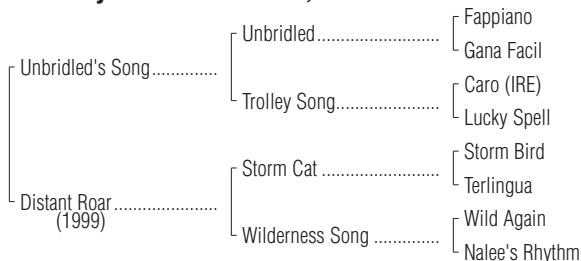 Fappiano
Unbridled
Gana Facil
Unbridled's Song
Caro (IRE)
Trolley Song
Lucky Spell
Storm Bird
Storm Cat
Terlingua
Distant Roar
(1999)
Wild Again
Wilderness Song
Nalee's Rhythm